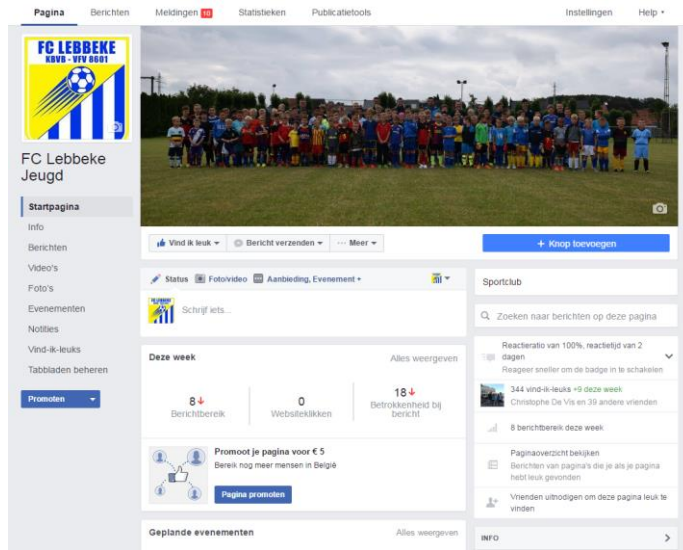 Pagina Berichten Meldingen 10 Statistieken Publicatietools Instellingen Help
FC LEBBEKE
KBVB - VFV 8601
FC Lebbeke
Jeugd
Startpagina
Info
Berichten
Video's
Foto's
Evenementen
Notities
Vind-ik-leuks
Tabbladen beheren
Promoten
Vind ik leuk Bericht verzenden ··· Meer
+ Knop toevoegen
Status Foto/video Aanbieding, Evenement +
Schrijf iets...
Deze week Alles weergeven
8 0 18
Berichtbereik Websiteklikken Betrokkenheid bij
bericht
Promoot je pagina voor € 5
Bereik nog meer mensen in België
Pagina promoten
Geplande evenementen Alles weergeven
Sportclub
Zoeken naar berichten op deze pagina
Reactieratio van 100%, reactietijd van 2
dagen
Reageer sneller om de badge in te schakelen
344 vind-ik-leuks +9 deze week
Christophe De Vis en 39 andere vrienden
8 berichtbereik deze week
Paginaoverzicht bekijken
Berichten van pagina's die je als je pagina
hebt leuk gevonden
Vrienden uitnodigen om deze pagina leuk te
vinden
INFO